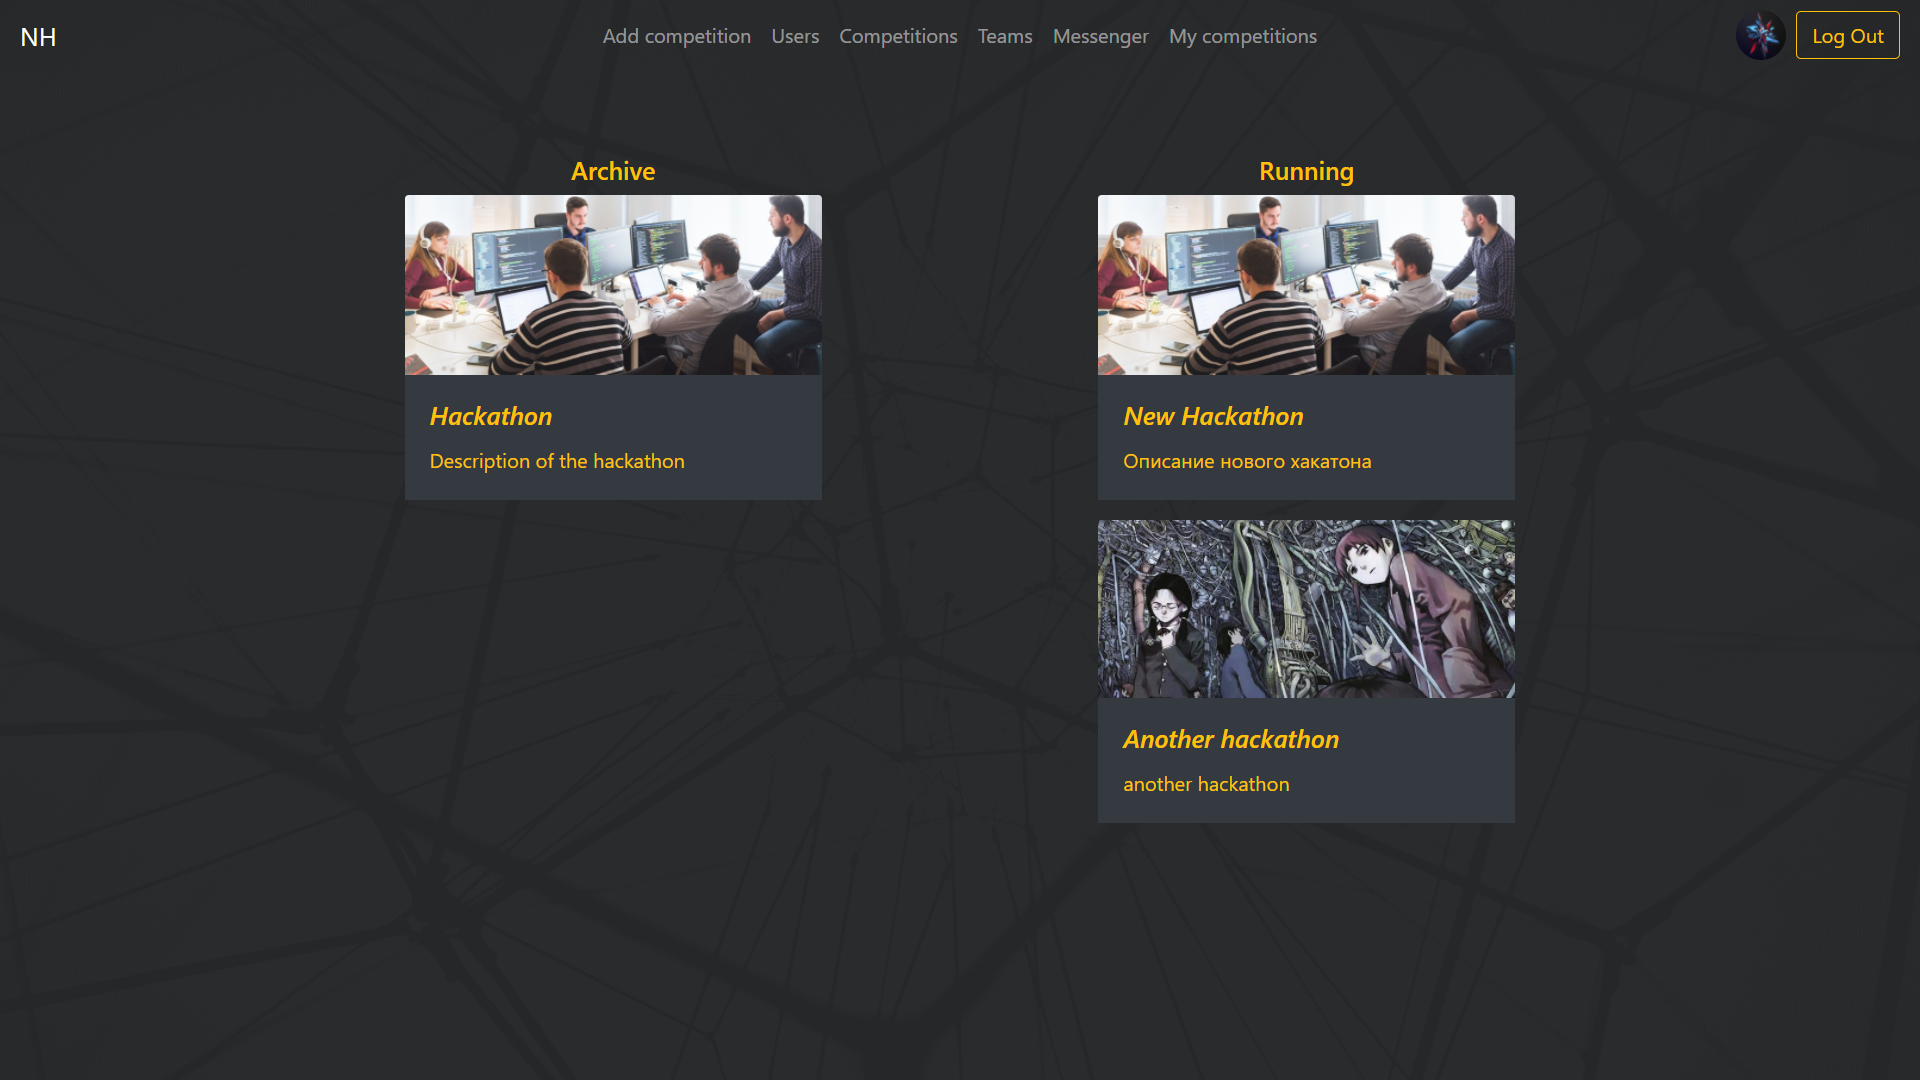 NH
Add competition
Users
Competitions
Teams
Messenger
My competitions
Log Out
Archive
Hackathon
Description of the hackathon
Running
New Hackathon
Описание нового хакатона
Another hackathon
another hackathon